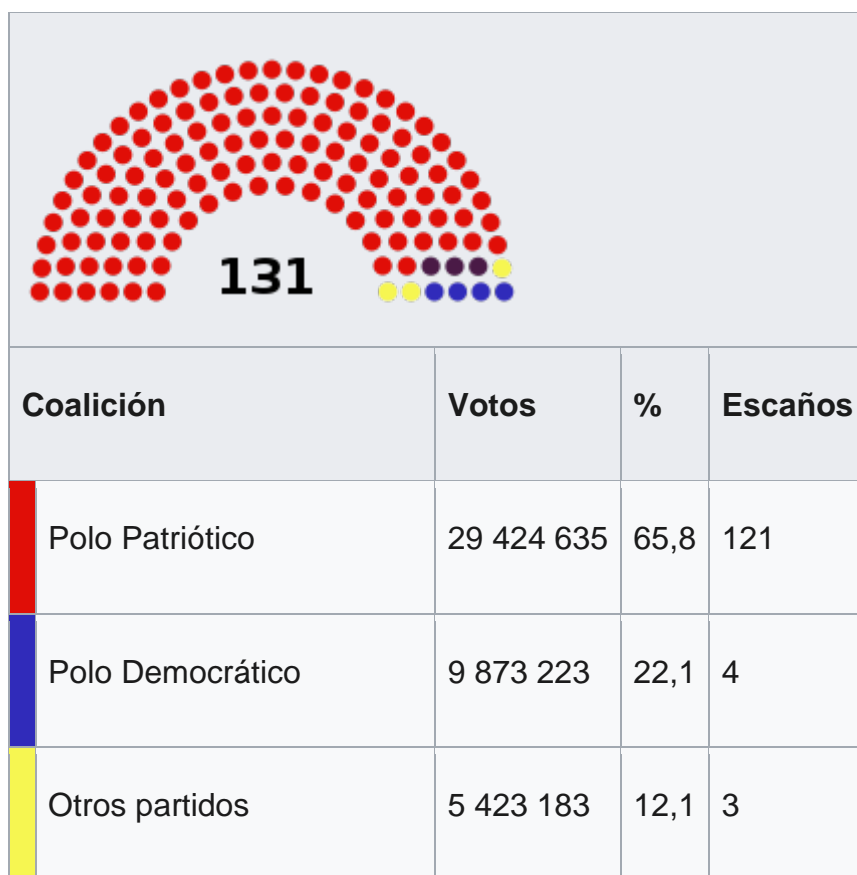 131
Coalición Votos % Escaños
Polo Patriótico 29 424 635 65,8 121
Polo Democrático 9 873 223 22,1 4
Otros partidos 5 423 183 12,1 3